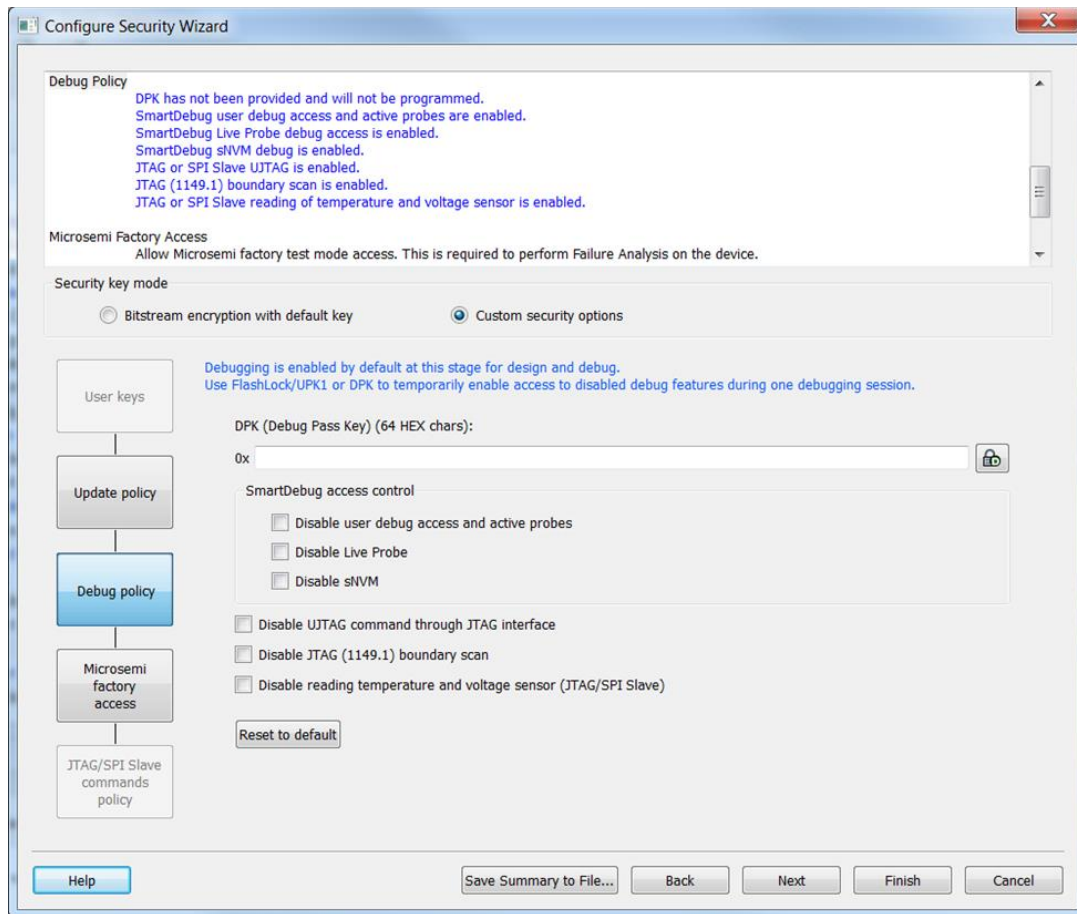 Configure Security Wizard
Debug Policy
DPK has not been provided and will not be programmed.
SmartDebug user debug access and active probes are enabled.
SmartDebug Live Probe debug access is enabled.
SmartDebug sNVM debug is enabled.
JTAG or SPI Slave UJTAG is enabled.
JTAG (1149.1) boundary scan is enabled.
JTAG or SPI Slave reading of temperature and voltage sensor is enabled.
Microsemi Factory Access
Allow Microsemi factory test mode access. This is required to perform Failure Analysis on the device.
Security key mode
Bitstream encryption with default key
Custom security options
User keys
Update policy
Debug policy
Microsemi
factory
access
JTAG/SPI Slave
commands
policy
Debugging is enabled by default at this stage for design and debug.
Use FlashLock/UPK1 or DPK to temporarily enable access to disabled debug features during one debugging session.
DPK (Debug Pass Key) (64 HEX chars):
0x
SmartDebug access control
Disable user debug access and active probes
Disable Live Probe
Disable sNVM
Disable UJTAG command through JTAG interface
Disable JTAG (1149.1) boundary scan
Disable reading temperature and voltage sensor (JTAG/SPI Slave)
Reset to default
Help
Save Summary to File...
Back
Next
Finish
Cancel